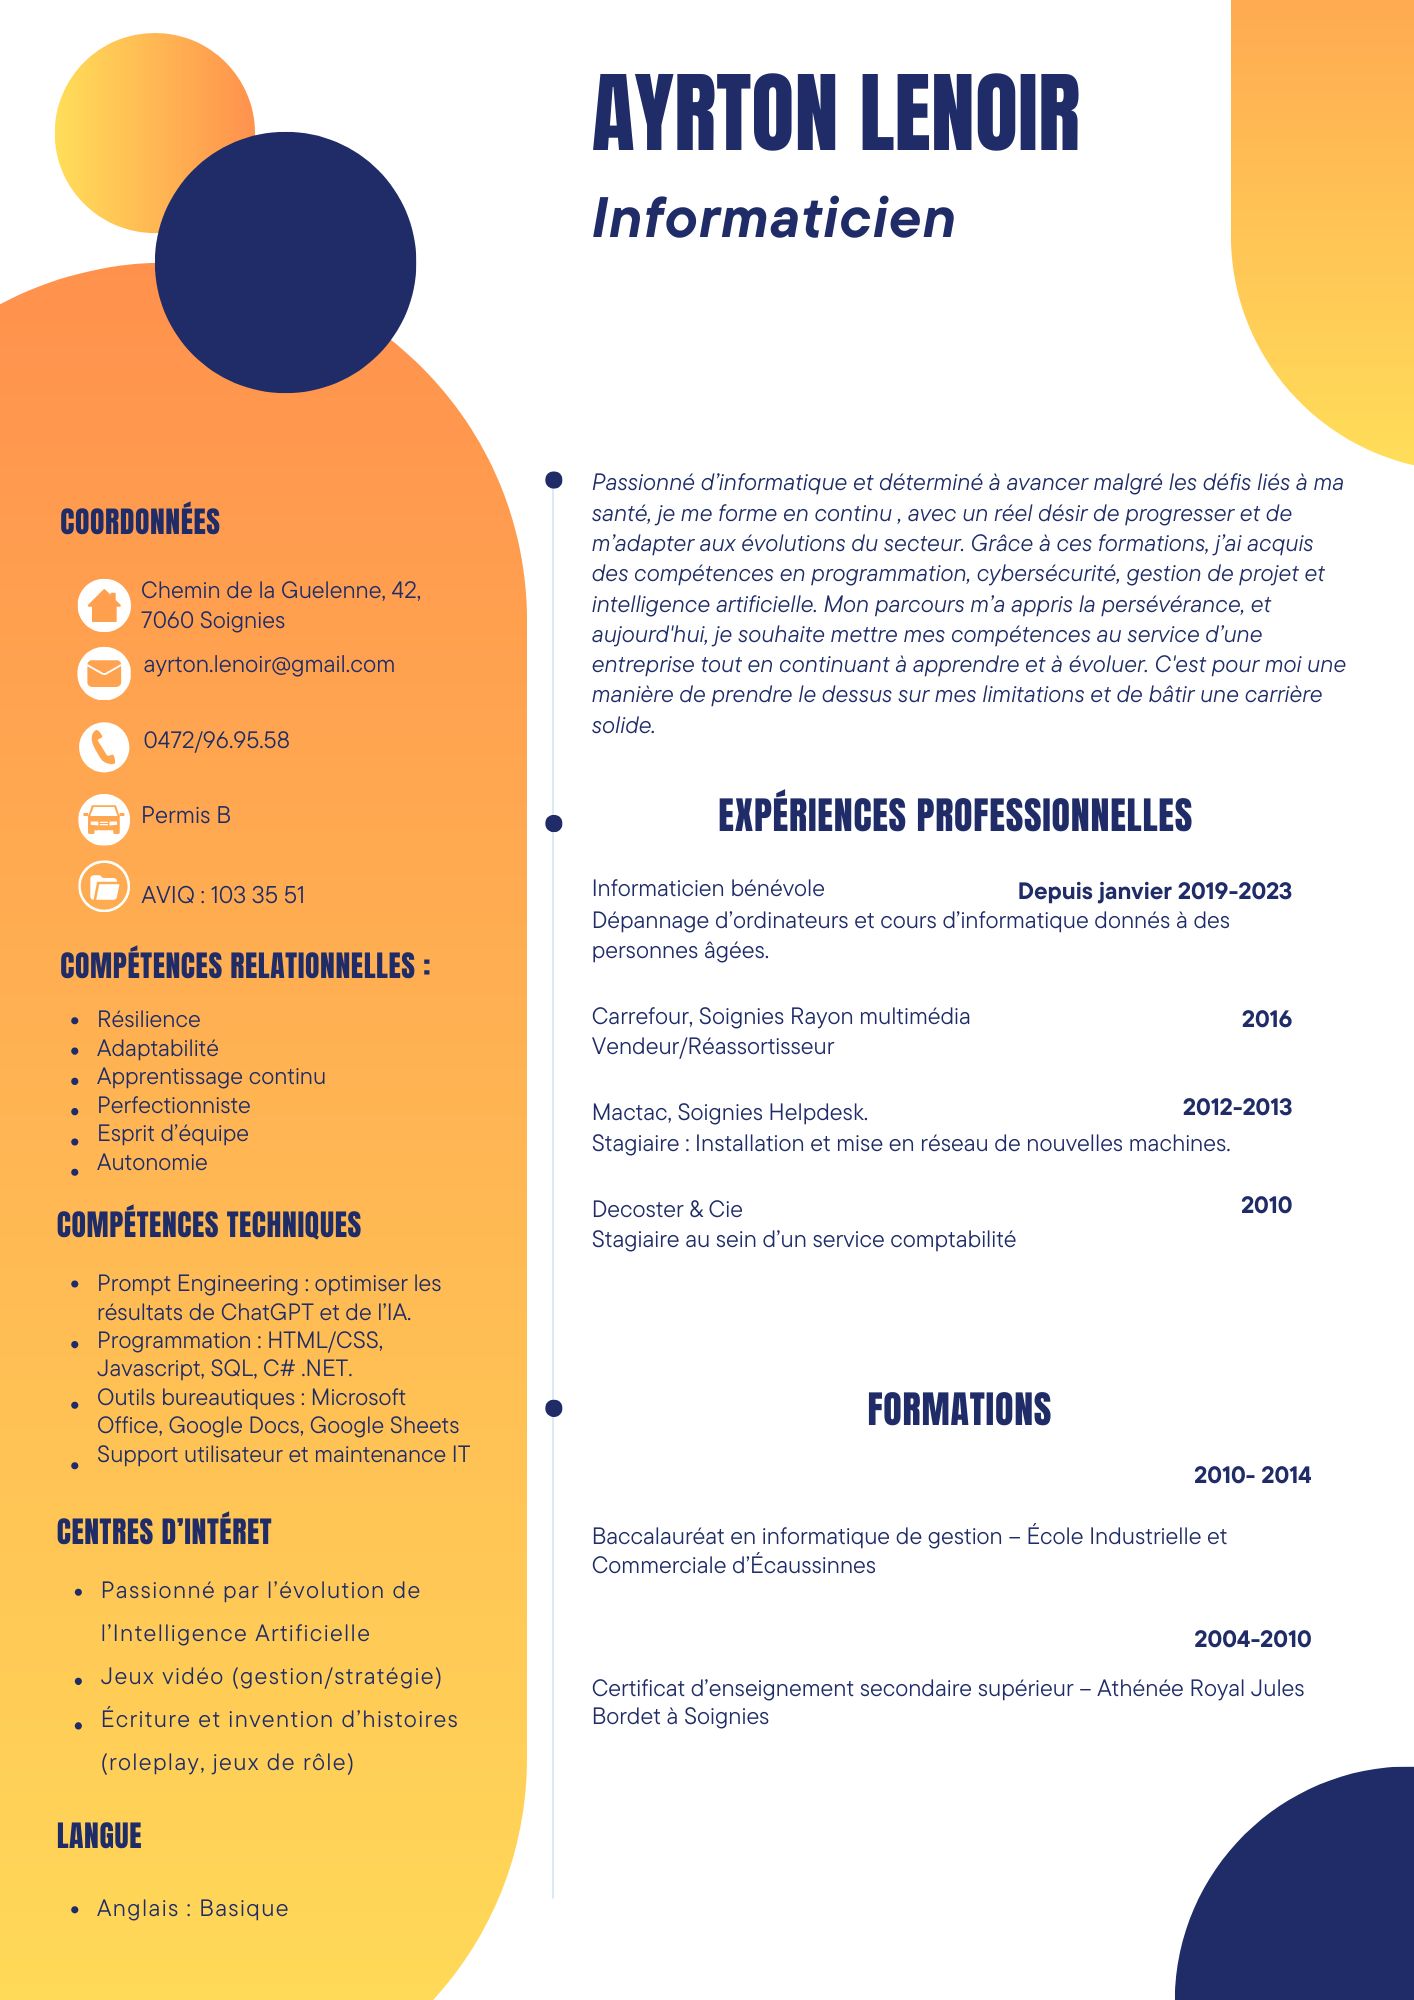 AYRTON LENOIR
Informaticien
COORDONNÉES
Chemin de la Guelenne, 42,
7060 Soignies
ayrton.lenoir@gmail.com
0472/96.95.58
Permis B
AVIQ : 103 35 51
COMPÉTENCES RELATIONNELLES :
• Résilience
• Adaptabilité
• Apprentissage continu
• Perfectionniste
• Esprit d’équipe
• Autonomie
COMPÉTENCES TECHNIQUES
• Prompt Engineering : optimiser les
résultats de ChatGPT et de l’IA.
• Programmation : HTML/CSS,
Javascript, SQL, C# .NET.
• Outils bureautiques : Microsoft
Office, Google Docs, Google Sheets
• Support utilisateur et maintenance IT
CENTRES D’INTÉRET
• Passionné par l’évolution de
l’Intelligence Artificielle
• Jeux vidéo (gestion/stratégie)
• Écriture et invention d’histoires
(roleplay, jeux de rôle)
LANGUE
• Anglais : Basique
Passionné d’informatique et déterminé à avancer malgré les défis liés à ma
santé, je me forme en continu , avec un réel désir de progresser et de
m’adapter aux évolutions du secteur. Grâce à ces formations, j’ai acquis
des compétences en programmation, cybersécurité, gestion de projet et
intelligence artificielle. Mon parcours m’a appris la persévérance, et
aujourd'hui, je souhaite mettre mes compétences au service d’une
entreprise tout en continuant à apprendre et à évoluer. C'est pour moi une
manière de prendre le dessus sur mes limitations et de bâtir une carrière
solide.
EXPÉRIENCES PROFESSIONNELLES
Informaticien bénévole Depuis janvier 2019-2023
Dépannage d’ordinateurs et cours d’informatique donnés à des
personnes âgées.
Carrefour, Soignies Rayon multimédia 2016
Vendeur/Réassortisseur
Mactac, Soignies Helpdesk. 2012-2013
Stagiaire : Installation et mise en réseau de nouvelles machines.
Decoster & Cie 2010
Stagiaire au sein d’un service comptabilité
FORMATIONS
2010- 2014
Baccalauréat en informatique de gestion – École Industrielle et
Commerciale d’Écaussinnes
2004-2010
Certificat d’enseignement secondaire supérieur – Athénée Royal Jules
Bordet à Soignies